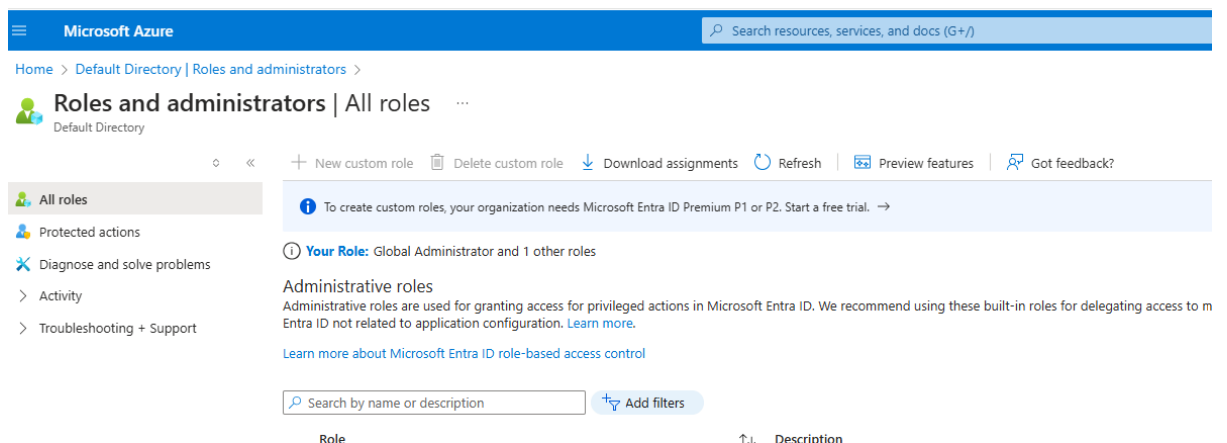 Microsoft Azure
Search resources, services, and docs (G+/)
Home > Default Directory | Roles and administrators >
Roles and administrators | All roles ...
Default Directory
New custom role Delete custom role Download assignments Refresh Preview features Got feedback?
All roles
Protected actions
Diagnose and solve problems
Activity
Troubleshooting + Support
To create custom roles, your organization needs Microsoft Entra ID Premium P1 or P2. Start a free trial. →
Your Role: Global Administrator and 1 other roles
Administrative roles
Administrative roles are used for granting access for privileged actions in Microsoft Entra ID. We recommend using these built-in roles for delegating access to m
Entra ID not related to application configuration. Learn more.
Learn more about Microsoft Entra ID role-based access control
Search by name or description
Add filters
Role
Description